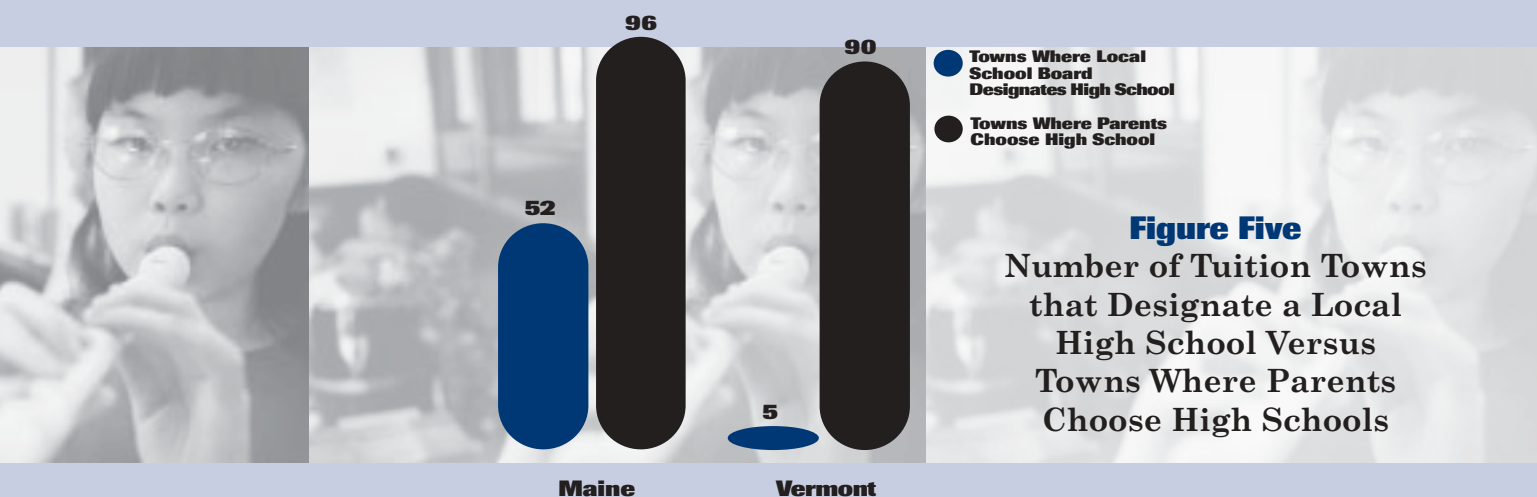 96
90
52
5
Maine
Vermont
Towns Where Local
School Board
Designates High School
Towns Where Parents
Choose High School
Figure Five
Number of Tuition Towns
that Designate a Local
High School Versus
Towns Where Parents
Choose High Schools